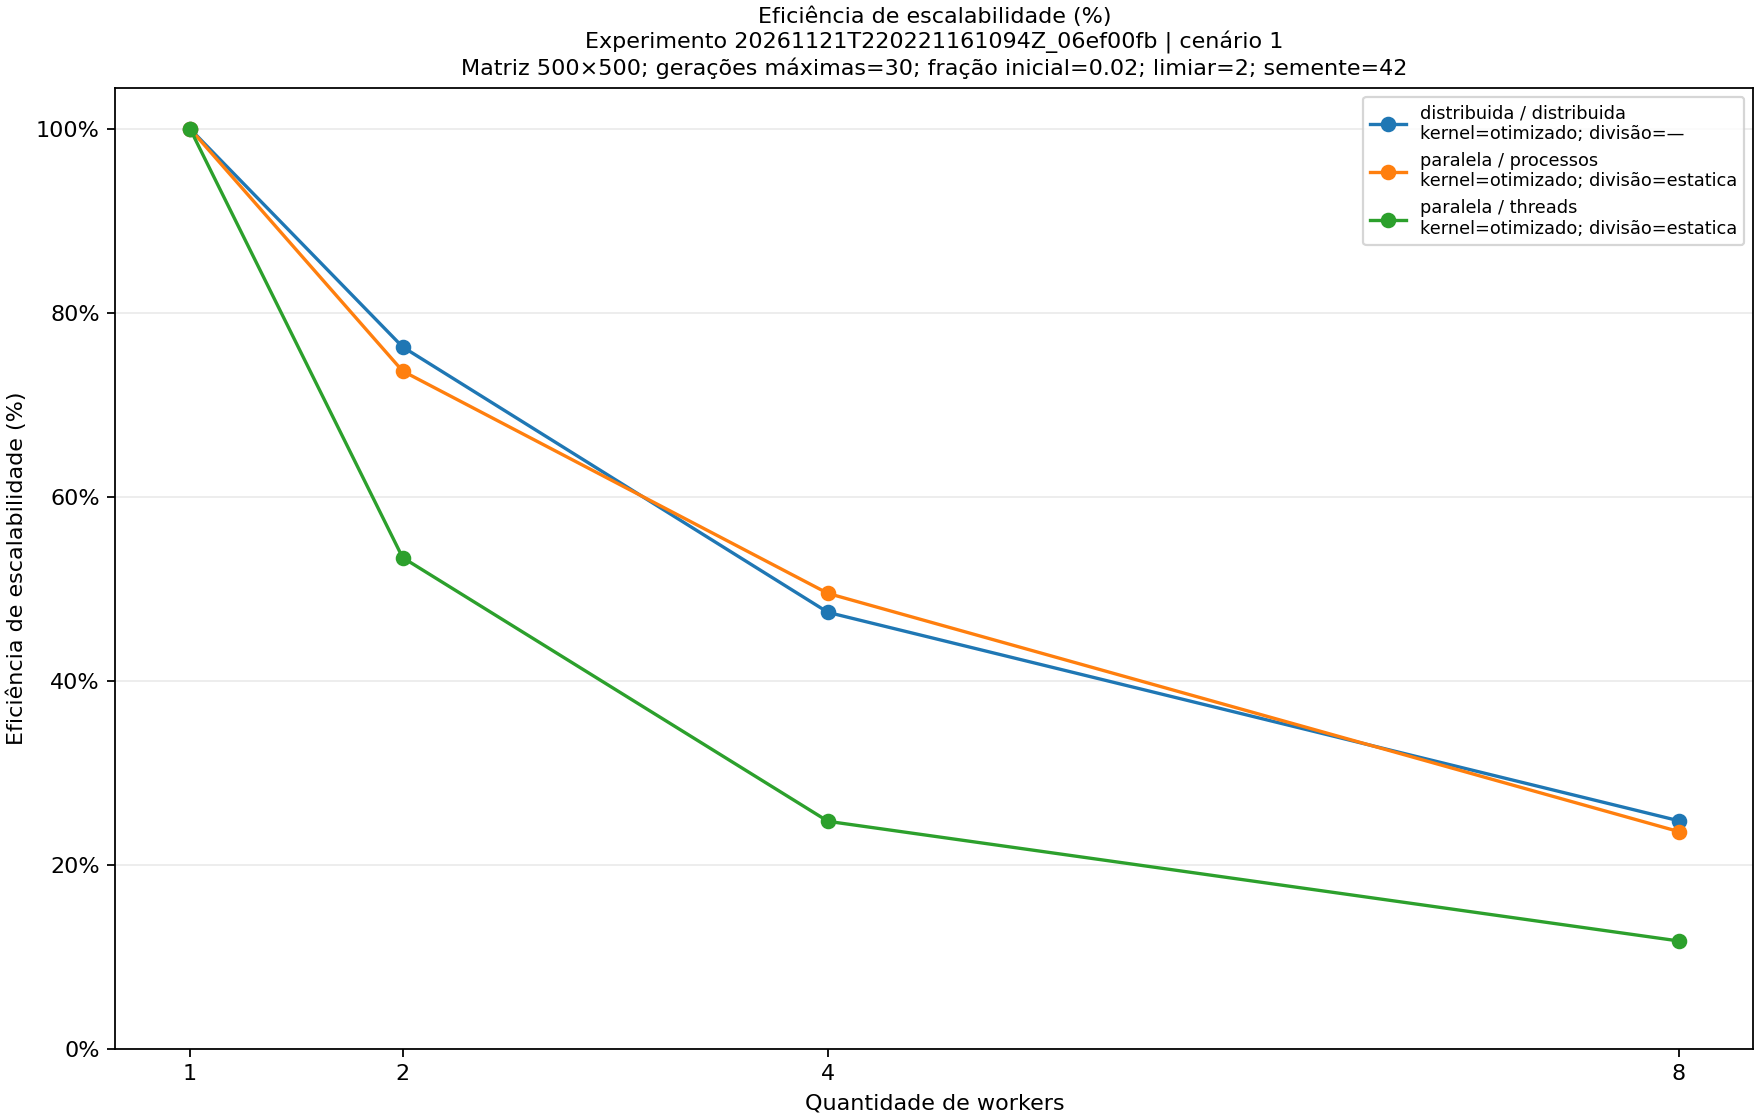 Eficiência de escalabilidade (%)
Experimento 20261121T220221161094Z_06ef00fb | cenário 1
Matriz 500×500; gerações máximas=30; fração inicial=0.02; limiar=2; semente=42
distribuida / distribuida
kernel=otimizado; divisão=—
paralela / processos
kernel=otimizado; divisão=estatica
paralela / threads
kernel=otimizado; divisão=estatica
Eficiência de escalabilidade (%)
100%
80%
60%
40%
20%
0%
1 2 4 8
Quantidade de workers